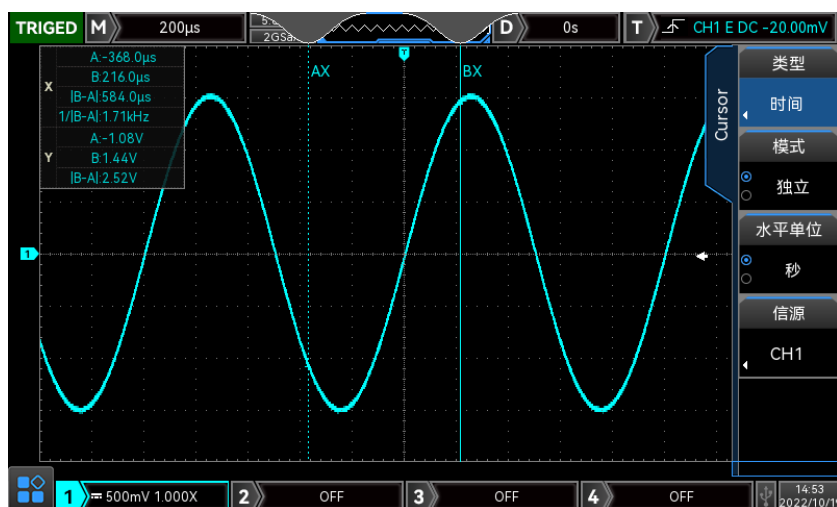 TRIGED M 200μs D 0s T CH1 E DC -20.00mV
A:-368.0μs
X B:216.0μs
|B-A|:584.0μs
1/|B-A|:1.71kHz
A:-1.08V
Y B:1.44V
|B-A|:2.52V
T
AX BX
Cursor
类型
时间
模式
独立
水平单位
秒
信源
CH1
1
1 500mV 1.000X 2 OFF 3 OFF 4 OFF
14:53